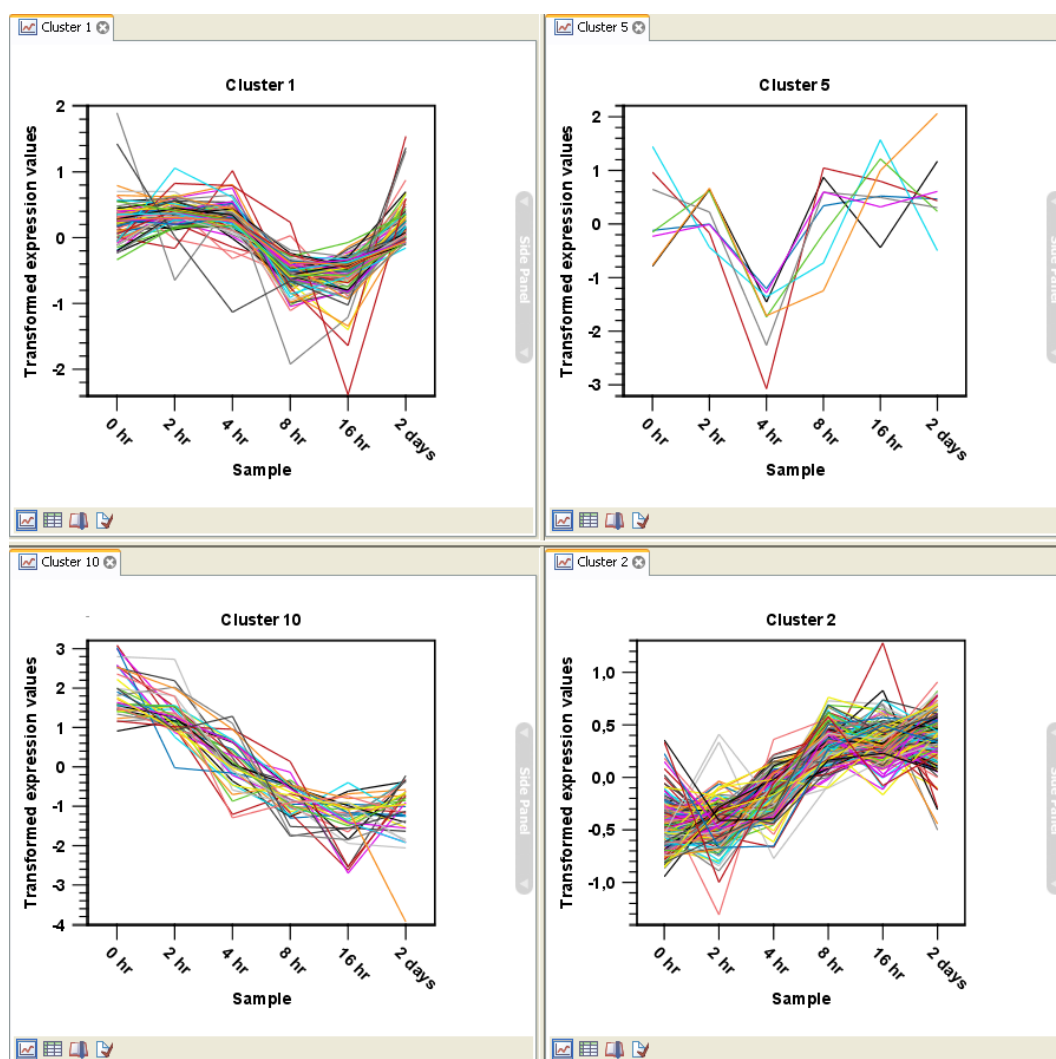 Cluster 1
Cluster 1
Transformed expression values
2
1
0
-1
-2
0 hr
2 hr
4 hr
8 hr
16 hr
2 days
Sample
Side Panel
Cluster 5
Cluster 5
Transformed expression values
2
1
0
-1
-2
-3
0 hr
2 hr
4 hr
8 hr
16 hr
2 days
Sample
Side Panel
Cluster 10
Cluster 10
Transformed expression values
3
2
1
0
-1
-2
-3
-4
0 hr
2 hr
4 hr
8 hr
16 hr
2 days
Sample
Side Panel
Cluster 2
Cluster 2
Transformed expression values
1,0
0,5
0,0
-0,5
-1,0
0 hr
2 hr
4 hr
8 hr
16 hr
2 days
Sample
Side Panel